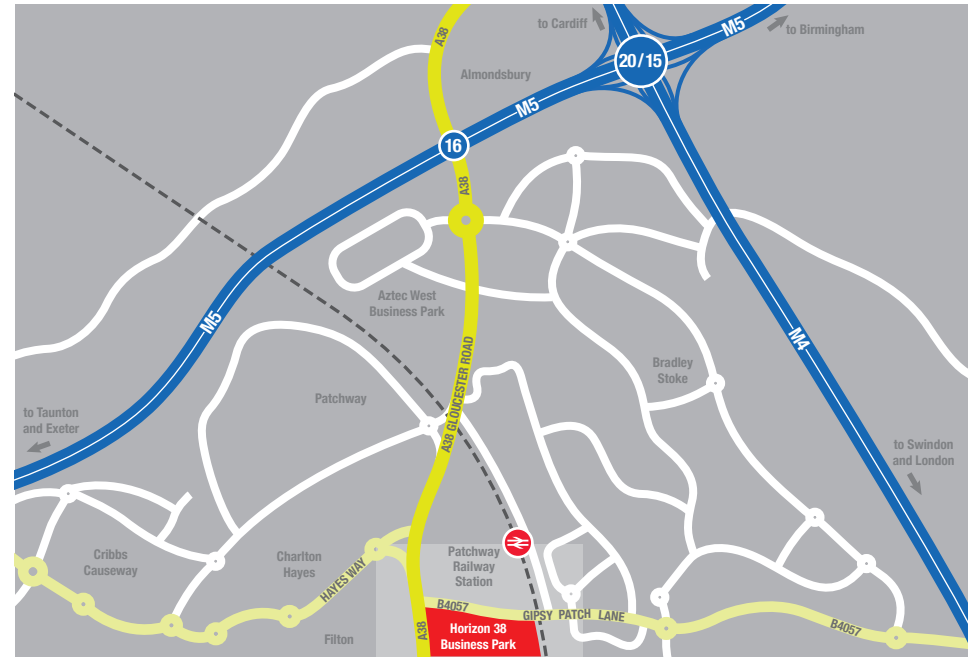 to Cardiff
A38
M5
to Birmingham
20/15
Almondsbury
M5
16
A38
Aztec West
Business Park
M5
M4
A38 GLOUCESTER ROAD
Bradley
Stoke
Patchway
to Taunton
and Exeter
to Swindon
and London
Cribbs
Causeway
Charlton
Hayes
HAYES WAY
Patchway
Railway
Station
B4057
GIPSY PATCH LANE
B4057
A38
Horizon 38
Business Park
Filton